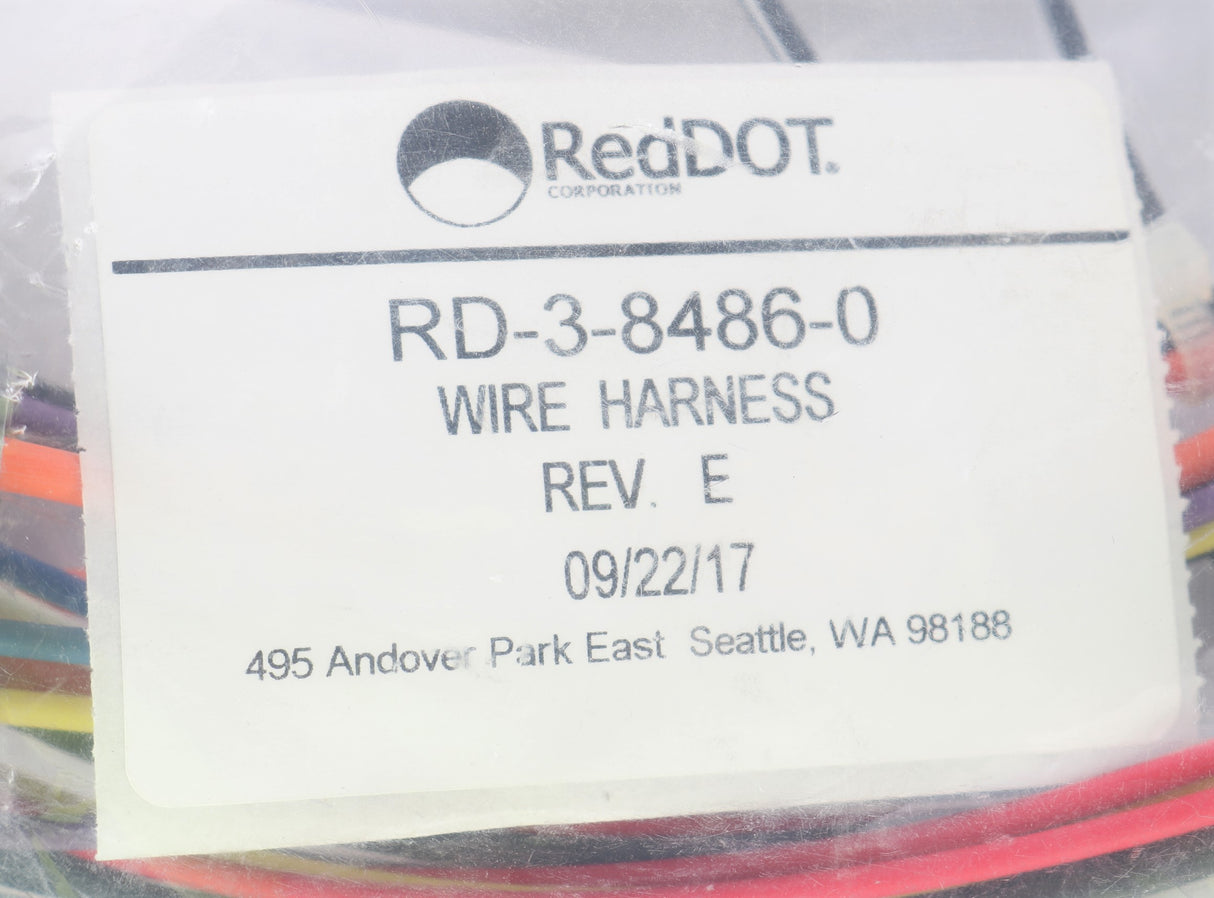 RedDOT®
CORPORATION
RD-3-8486-0
WIRE HARNESS
REV. E
09/22/17
495 Andover Park East Seattle, WA 98188